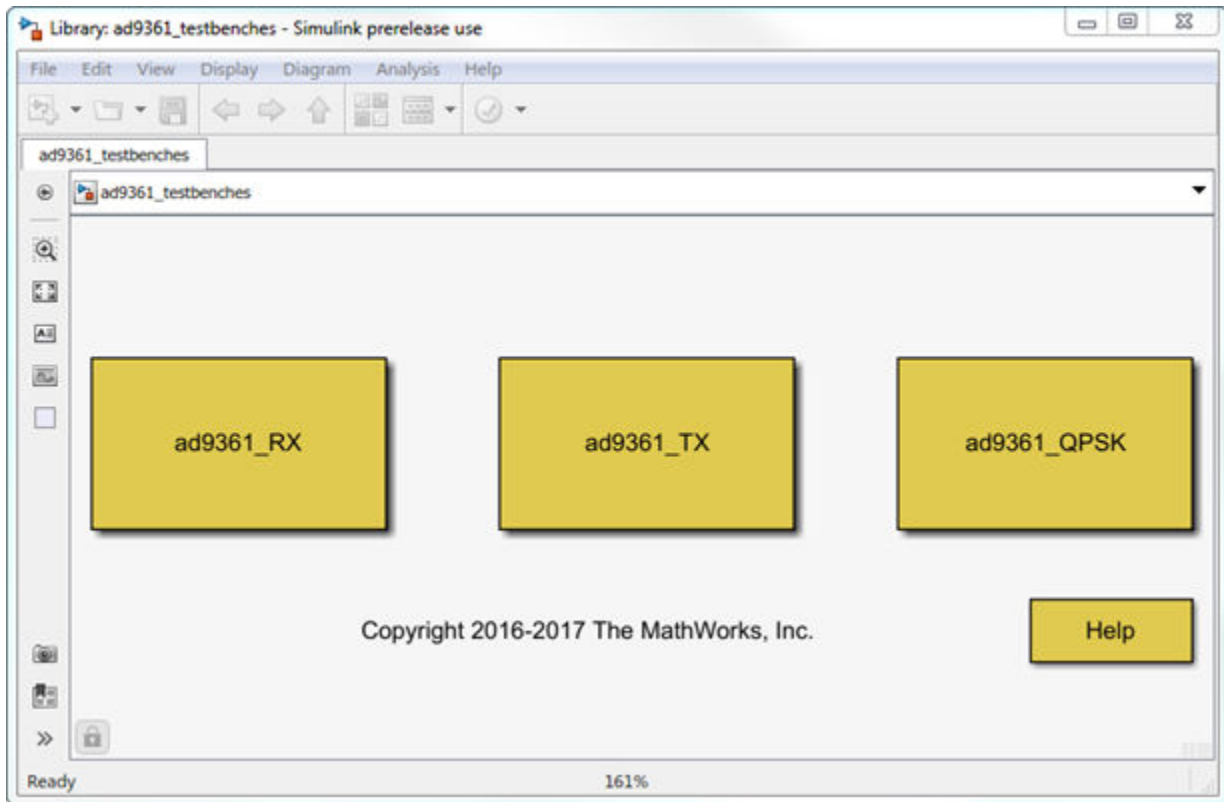 Library: ad9361_testbenches - Simulink prerelease use
File Edit View Display Diagram Analysis Help
ad9361_testbenches
ad9361_testbenches
ad9361_RX ad9361_TX ad9361_QPSK
Copyright 2016-2017 The MathWorks, Inc. Help
Ready 161%